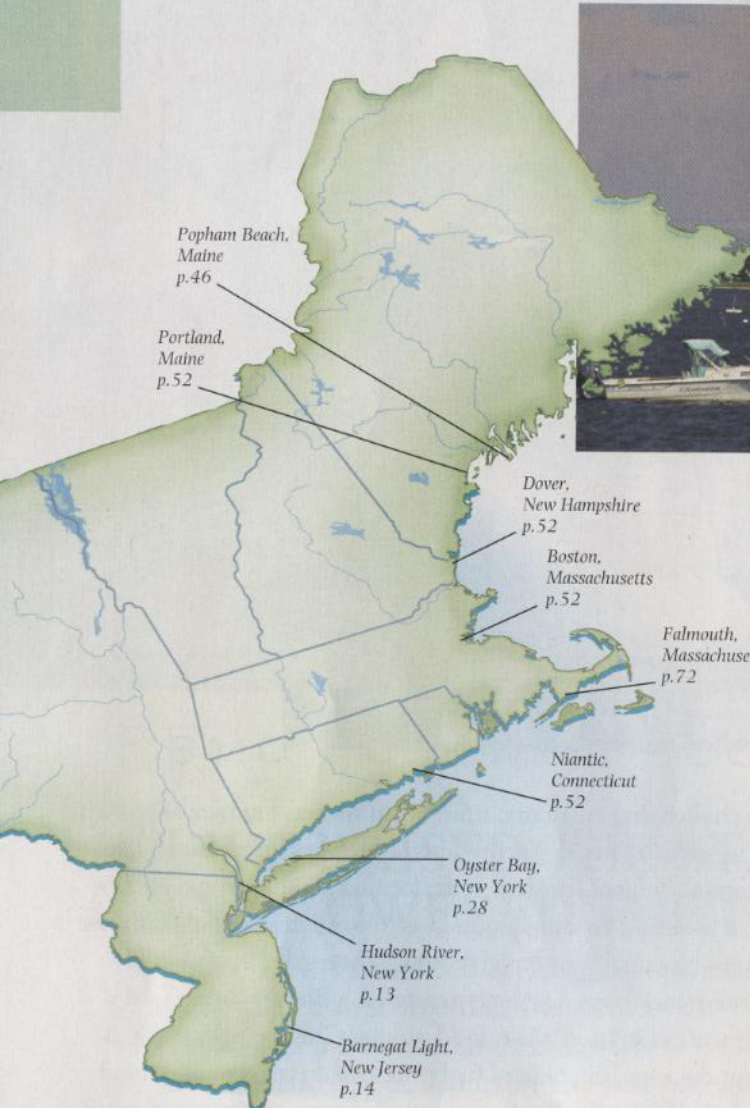 Popham Beach,
Maine
p.46
Portland,
Maine
p.52
Dover,
New Hampshire
p.52
Boston,
Massachusetts
p.52
Falmouth,
Massachuse
p.72
Niantic,
Connecticut
p.52
Oyster Bay,
New York
p.28
Hudson River,
New York
p.13
Barnegat Light,
New Jersey
p.14